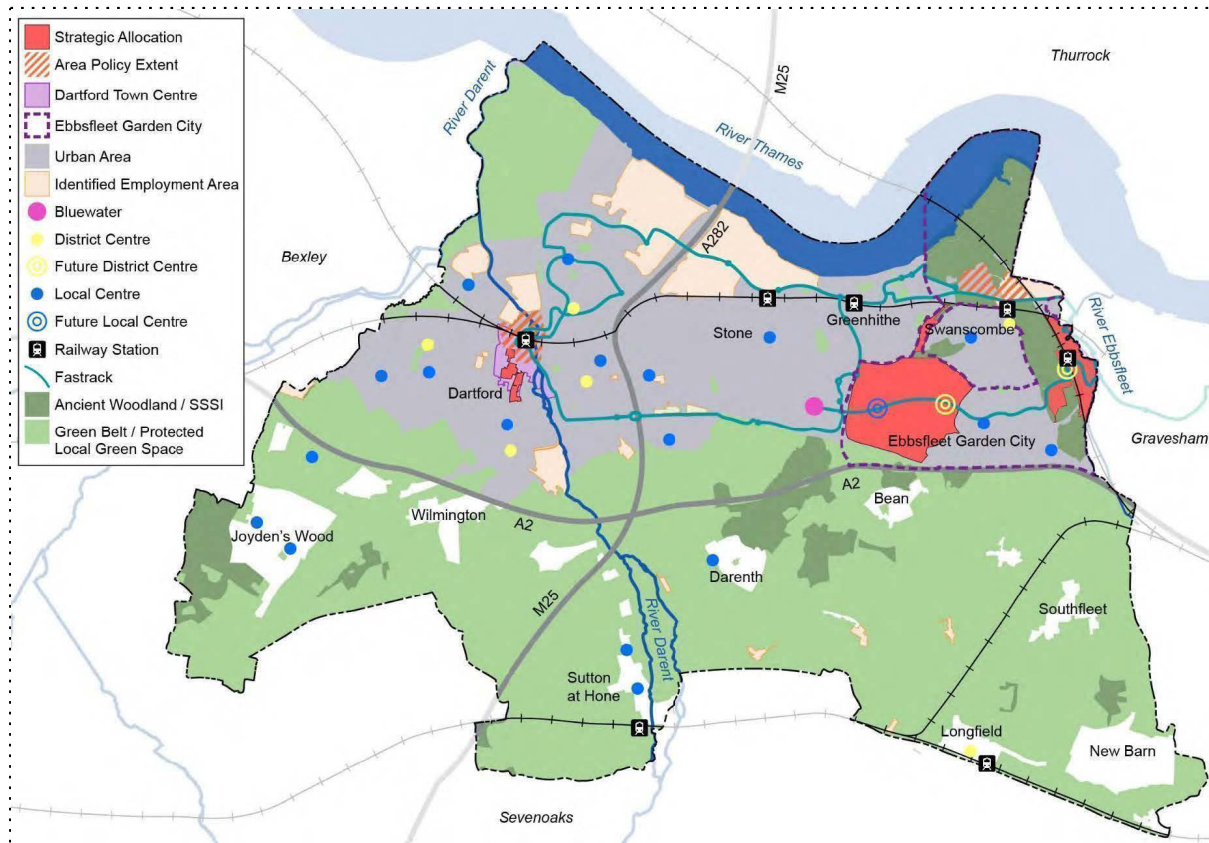 Strategic Allocation
Area Policy Extent
Dartford Town Centre
Ebbsfleet Garden City
Urban Area
Identified Employment Area
Bluewater
District Centre
Future District Centre
Local Centre
Future Local Centre
Railway Station
Fastrack
Ancient Woodland / SSSI
Green Belt / Protected
Local Green Space
Thurrock
M25
River Darent
River Thames
A282
Bexley
Stone
Greenhithe
Swanscombe
River Ebbsfleet
Dartford
Ebbsfleet Garden City
Gravesham
A2
Bean
Wilmington
A2
Joyden's Wood
Darenth
M25
River Darent
Southfleet
Sutton
at Hone
Longfield
New Barn
Sevenoaks